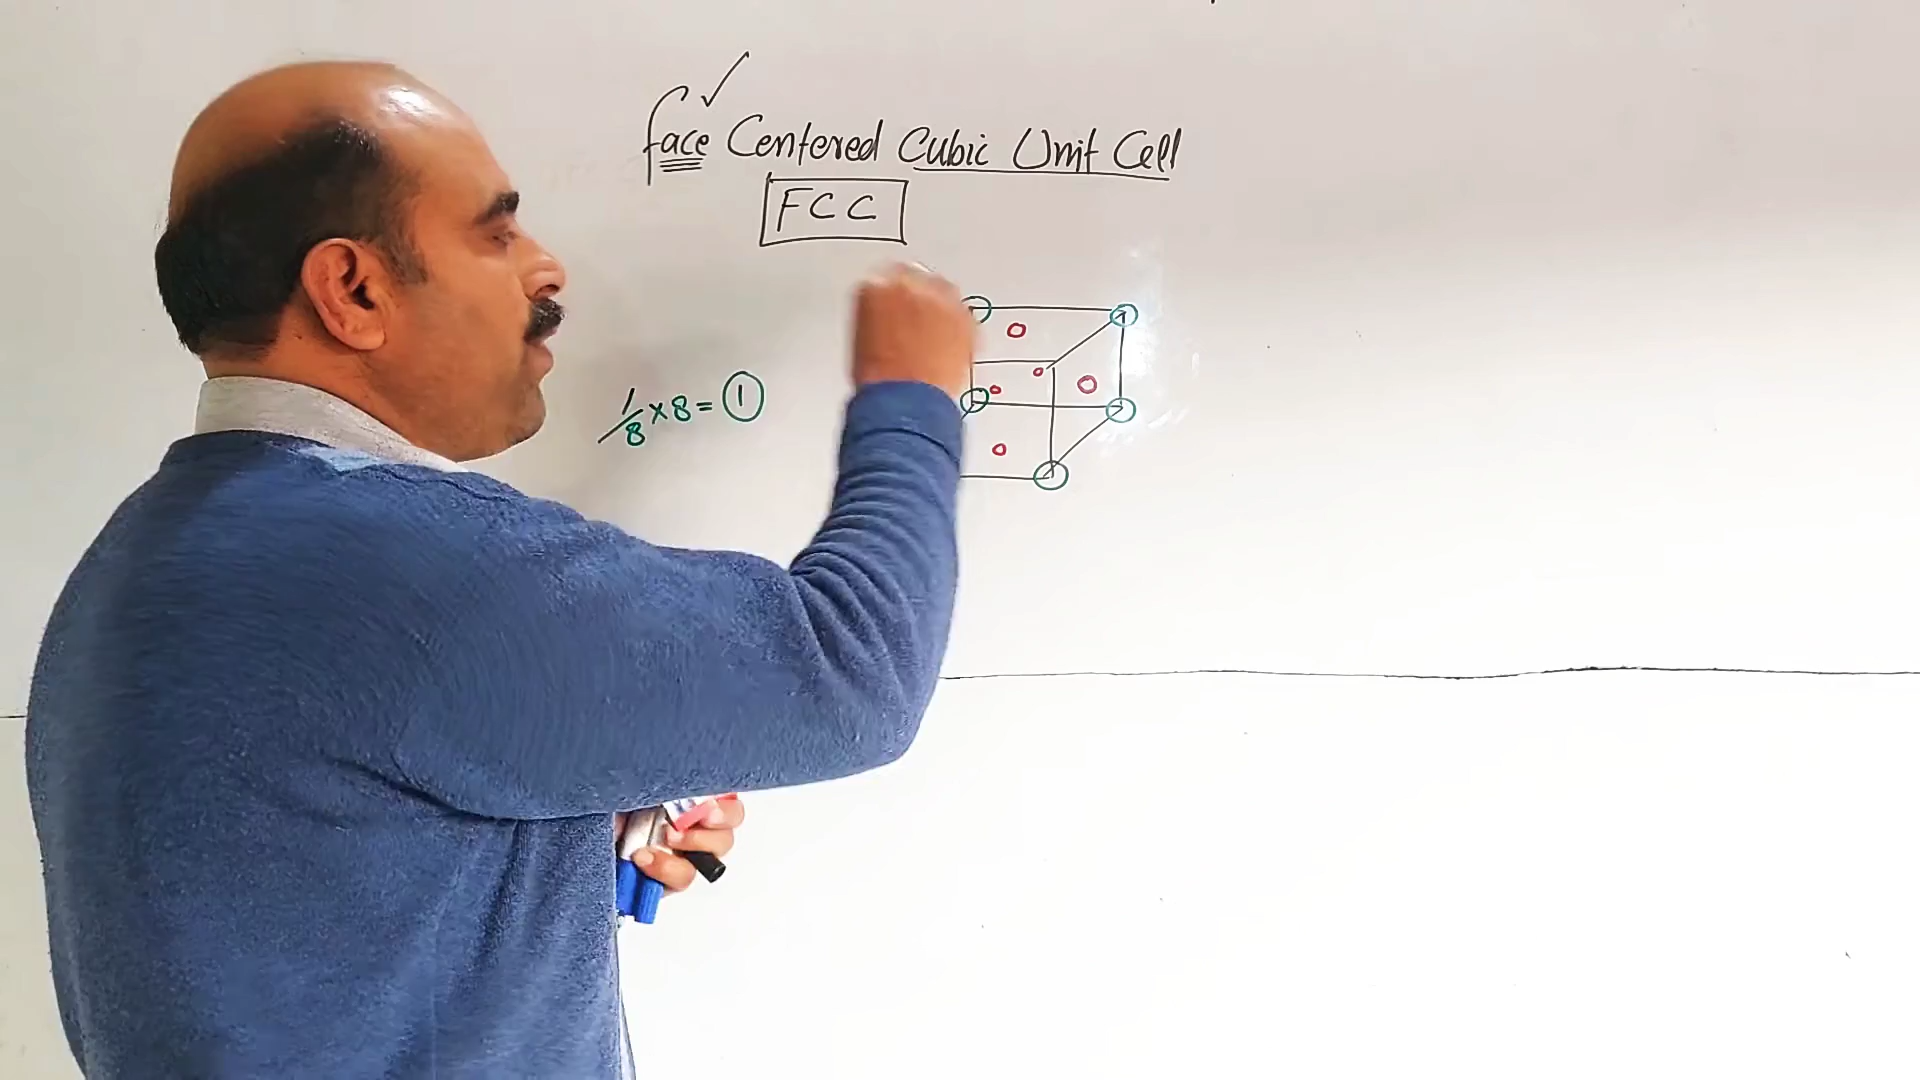 face Centered Cubic Unit Cell
FCC
1/8 × 8 = 1